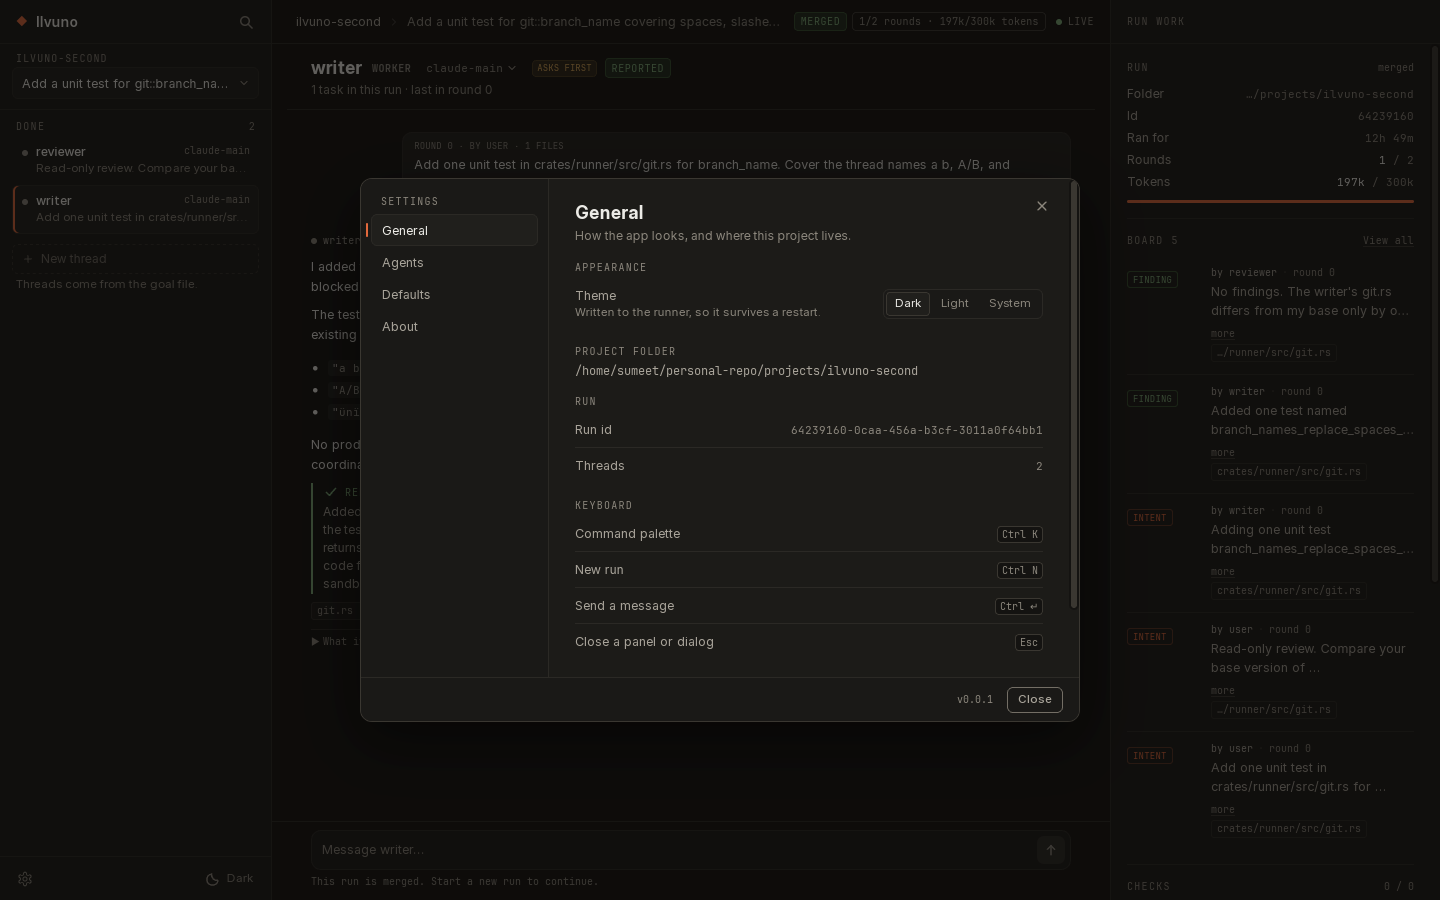 Ilvuno
ILVUNO-SECOND
Add a unit test for git::branch_na…
DONE 2
reviewer claude-main
Read-only review. Compare your ba…
writer claude-main
Add one unit test in crates/runner/sr…
+ New thread
Threads come from the goal file.
Dark
ilvuno-second › Add a unit test for git::branch_name covering spaces, slashe… MERGED 1/2 rounds · 197k/300k tokens LIVE
writer WORKER claude-main ASKS FIRST REPORTED
1 task in this run · last in round 0
ROUND 0 · BY USER · 1 FILES
Add one unit test in crates/runner/src/git.rs for branch_name. Cover the thread names a b, A/B, and
writer
I added
blocked
The test
existing
"a b
"A/B
"üni
No prod
coordina
RE
Added
the tes
returns
code f
sandb
git.rs
What i
Message writer…
This run is merged. Start a new run to continue.
SETTINGS
General
Agents
Defaults
About
General
How the app looks, and where this project lives.
APPEARANCE
Theme
Written to the runner, so it survives a restart.
Dark Light System
PROJECT FOLDER
/home/sumeet/personal-repo/projects/ilvuno-second
RUN
Run id 64239160-0caa-456a-b3cf-3011a0f64bb1
Threads 2
KEYBOARD
Command palette Ctrl K
New run Ctrl N
Send a message Ctrl ↵
Close a panel or dialog Esc
v0.0.1 Close
RUN WORK
RUN merged
Folder …/projects/ilvuno-second
Id 64239160
Ran for 12h 49m
Rounds 1 / 2
Tokens 197k / 300k
BOARD 5 View all
FINDING by reviewer · round 0
No findings. The writer's git.rs
differs from my base only by o…
more
…/runner/src/git.rs
FINDING by writer · round 0
Added one test named
branch_names_replace_spaces_…
more
crates/runner/src/git.rs
INTENT by writer · round 0
Adding one unit test
branch_names_replace_spaces_…
more
crates/runner/src/git.rs
INTENT by user · round 0
Read-only review. Compare your
base version of …
more
…/runner/src/git.rs
INTENT by user · round 0
Add one unit test in
crates/runner/src/git.rs for …
more
crates/runner/src/git.rs
CHECKS 0 / 0